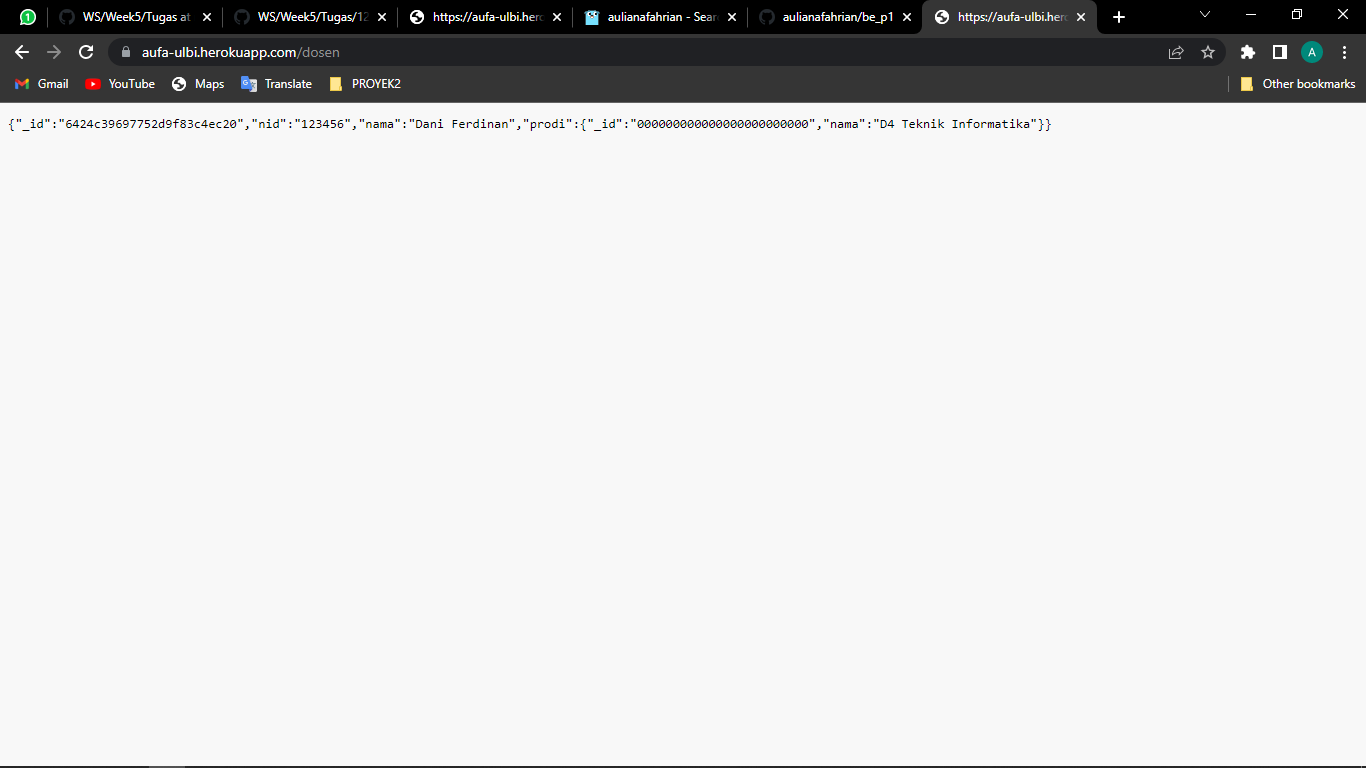 1
WS/Week5/Tugas at
WS/Week5/Tugas/12
https://aufa-ulbi.hero
aulianafahrian - Sear
aulianafahrian/be_p1
https://aufa-ulbi.hero
aufa-ulbi.herokuapp.com/dosen
A
Gmail
YouTube
Maps
Translate
PROYEK2
Other bookmarks
{"_id":"6424c39697752d9f83c4ec20","nid":"123456","nama":"Dani Ferdinan","prodi":{"_id":"000000000000000000000000","nama":"D4 Teknik Informatika"}}